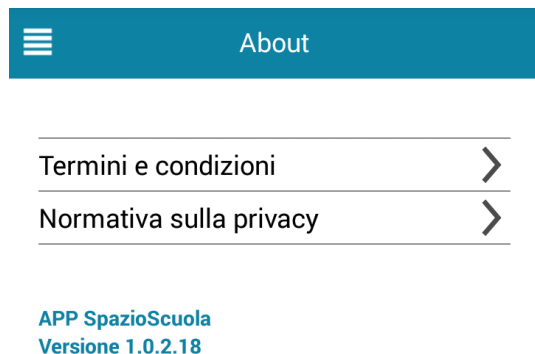 About
Termini e condizioni
Normativa sulla privacy
APP SpazioScuola
Versione 1.0.2.18